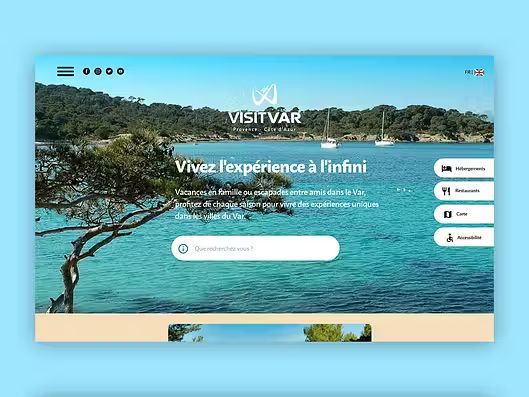 FR |
VISITVAR
Provence - Côte d'Azur
Vivez l'expérience à l'infini
Hébergements
Vacances en famille ou escapades entre amis dans le Var,
profitez de chaque saison pour vivre des expériences uniques
dans les villes du Var.
Restaurants
Carte
Accessibilité
Que recherchez vous ?